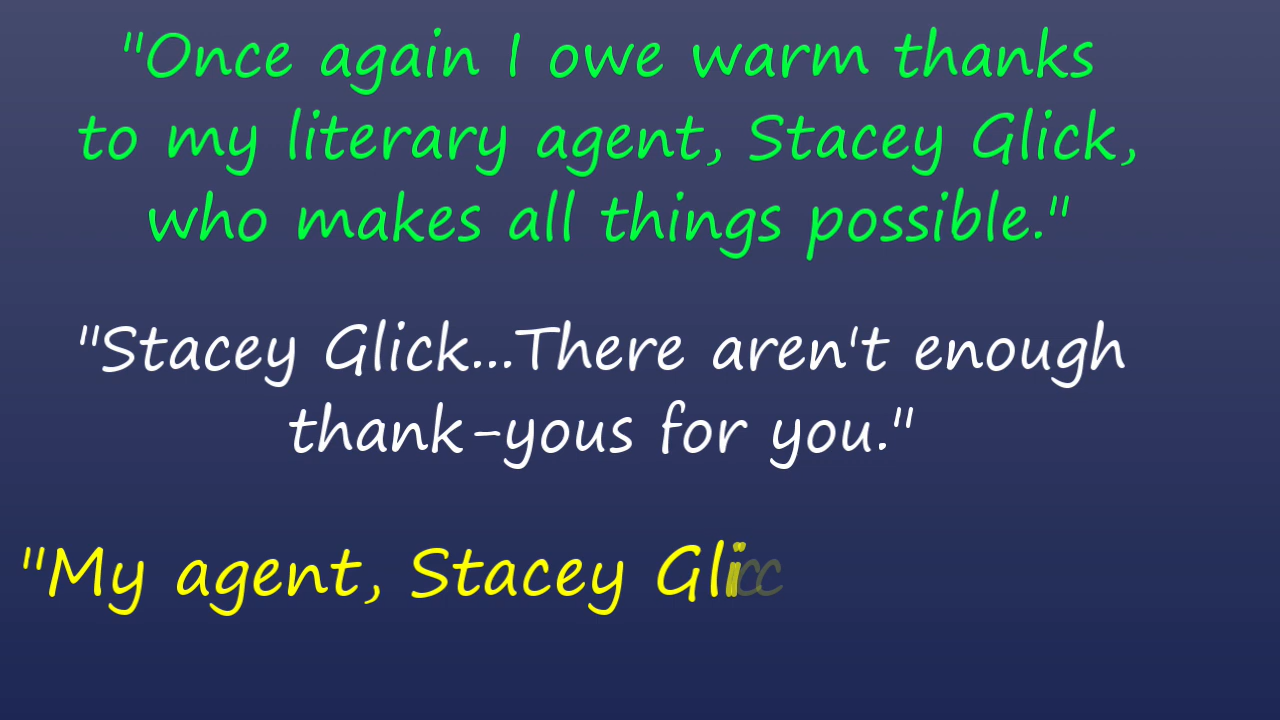 "Once again I owe warm thanks
to my literary agent, Stacey Glick,
who makes all things possible."
"Stacey Glick...There aren't enough
thank-yous for you."
"My agent, Stacey